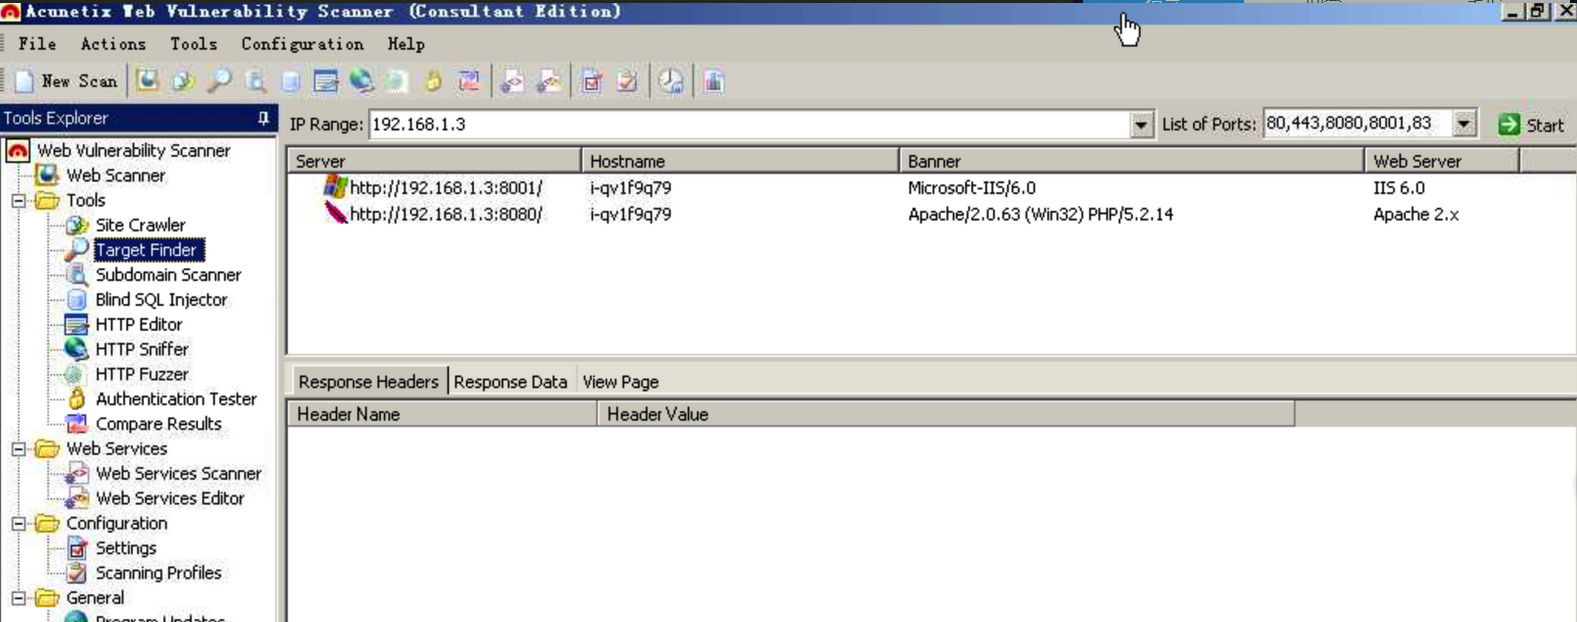 Acunetix Web Vulnerability Scanner (Consultant Edition)
File Actions Tools Configuration Help
New Scan
Tools Explorer
IP Range: 192.168.1.3 List of Ports: 80,443,8080,8001,83 Start
Web Vulnerability Scanner
Web Scanner
Tools
Site Crawler
Target Finder
Subdomain Scanner
Blind SQL Injector
HTTP Editor
HTTP Sniffer
HTTP Fuzzer
Authentication Tester
Compare Results
Web Services
Web Services Scanner
Web Services Editor
Configuration
Settings
Scanning Profiles
General
Program Updates
Server Hostname Banner Web Server
http://192.168.1.3:8001/ i-qv1f9q79 Microsoft-IIS/6.0 IIS 6.0
http://192.168.1.3:8080/ i-qv1f9q79 Apache/2.0.63 (Win32) PHP/5.2.14 Apache 2.x
Response Headers Response Data View Page
Header Name Header Value